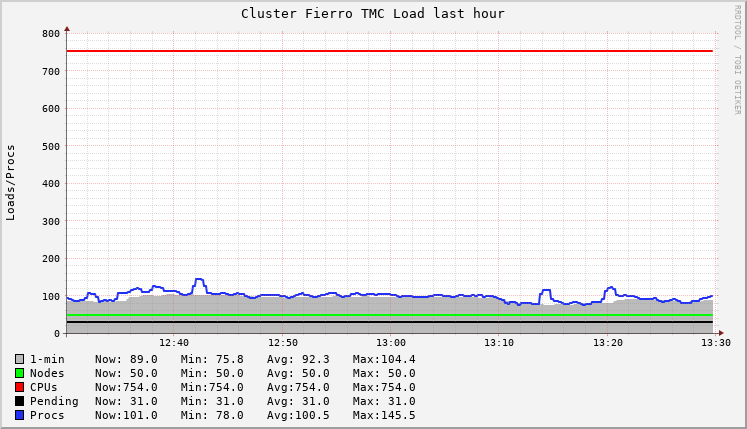 Cluster Fierro TMC Load last hour
RRDTOOL / TOBI OETIKER
Loads/Procs
800
700
600
500
400
300
200
100
0
12:40 12:50 13:00 13:10 13:20 13:30
1-min Now: 89.0 Min: 75.8 Avg: 92.3 Max:104.4
Nodes Now: 50.0 Min: 50.0 Avg: 50.0 Max: 50.0
CPUs Now:754.0 Min:754.0 Avg:754.0 Max:754.0
Pending Now: 31.0 Min: 31.0 Avg: 31.0 Max: 31.0
Procs Now:101.0 Min: 78.0 Avg:100.5 Max:145.5